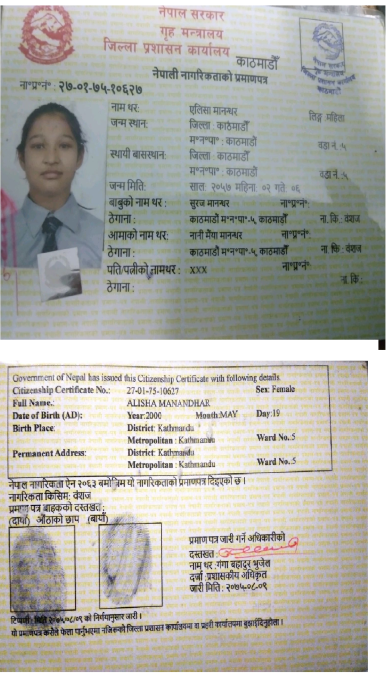 नेपाल सरकार
गृह मन्त्रालय
जिल्ला प्रशासन कार्यालय
काठमाडौं
नेपाली नागरिकताको प्रमाणपत्र
ना॰प्र॰नं॰: २७-०१-७५-१०६२७
नाम थर: एलिसा मानन्धर लिङ्ग महिला
जन्म स्थान: जिल्ला : काठमाडौं
म॰न॰पा॰ : काठमाडौं वडा नं. ५
स्थायी बासस्थान: जिल्ला : काठमाडौं
म॰न॰पा॰ : काठमाडौं वडा नं. ५
जन्म मिति: साल: २०५७ महिना: ०२ गते: ०६
बाबुको नाम थर: सुरज मानन्धर ना॰प्र॰नं॰:
ठेगाना: काठमाडौं म॰न॰पा॰-५, काठमाडौं ना. कि : वंशज
आमाको नाम थर: नानी मैया मानन्धर ना॰प्र॰नं॰:
ठेगाना: काठमाडौं म॰न॰पा॰-५, काठमाडौं ना कि : वंशज
पति/पत्नीको नामथर: XXX ना॰प्र॰नं॰:
ठेगाना: ना. कि :
Government of Nepal has issued this Citizenship Certificate with following details
Citizenship Certificate No.: 27-01-75-10627 Sex: Female
Full Name.: ALISHA MANANDHAR
Date of Birth (AD): Year:2000 Month:MAY Day:19
Birth Place: District: Kathmandu
Metropolitan : Kathmandu Ward No.:5
Permanent Address: District: Kathmandu
Metropolitan : Kathmandu Ward No.:5
नेपाल नागरिकता ऐन २०६३ बमोजिम यो नागरिकताको प्रमाणपत्र दिइएको छ।
नागरिकता किसिम: वंशज
प्रमाण पत्र बाहकको दस्तखत:
(दायाँ) औंठाको छाप (बायाँ)
प्रमाण पत्र जारी गर्ने अधिकारीको
दस्तखत:
नाम थर: गंगा बहादुर भुजेल
दर्जा: प्रशासकीय अधिकृत
जारी मिति: २०७५-०८-०९
टिप्पणी: मिति २०७५/०८/०९ को निर्णयानुसार जारी।
यो प्रमाणपत्र कसैले फेला पार्नुभएमा नजिकको जिल्ला प्रशासन कार्यालयमा वा प्रहरी कार्यालयमा बुझाईदिनुहोला।